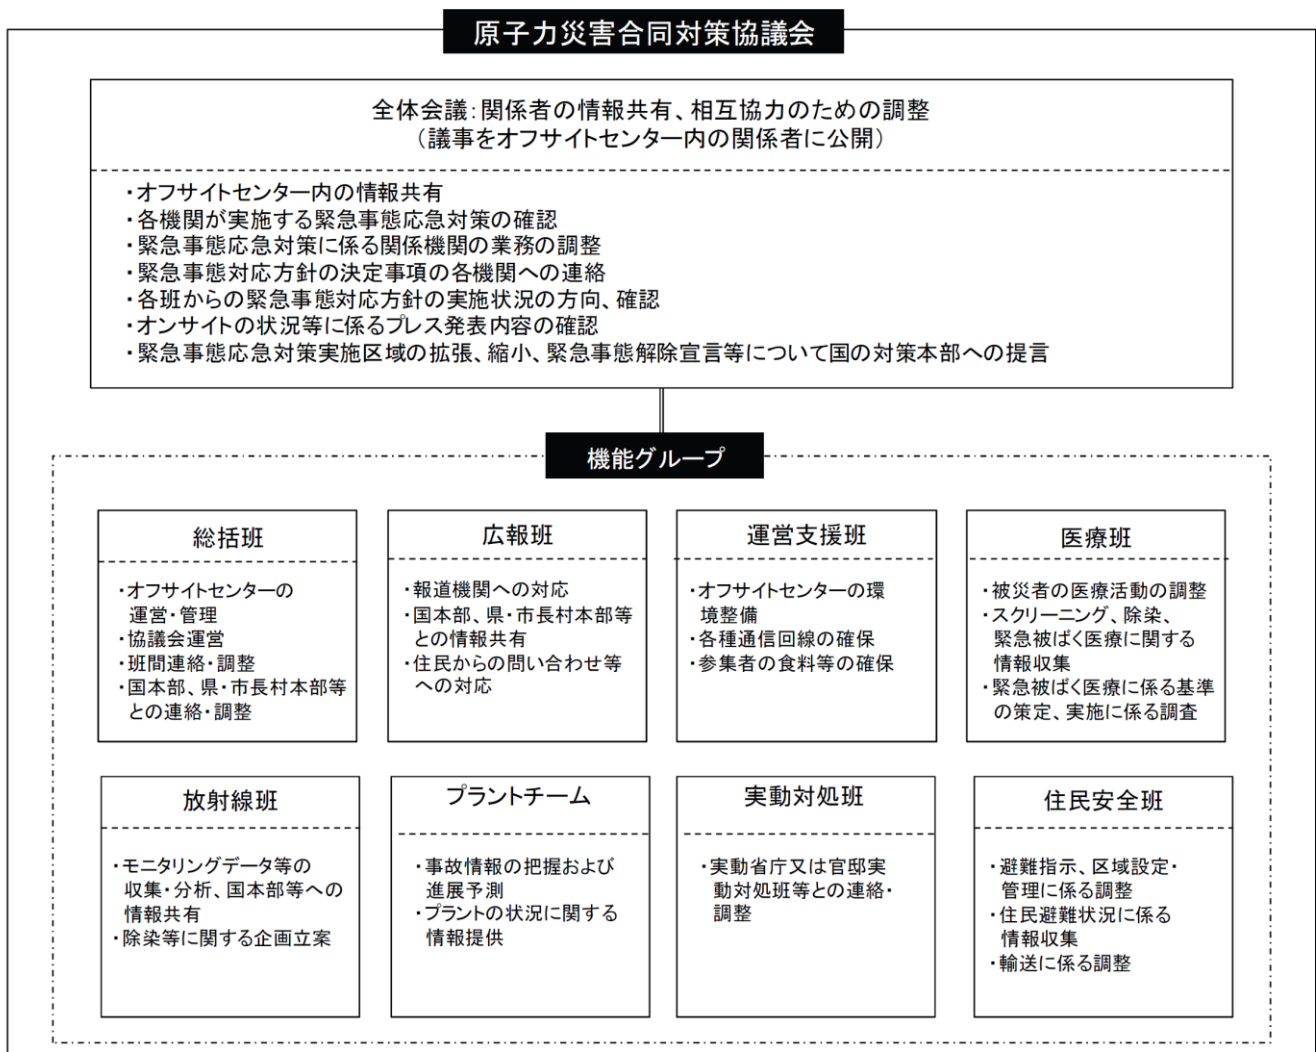 原子力災害合同対策協議会
全体会議：関係者の情報共有、相互協力のための調整
（議事をオフサイトセンター内の関係者に公開）
・オフサイトセンター内の情報共有
・各機関が実施する緊急事態応急対策の確認
・緊急事態応急対策に係る関係機関の業務の調整
・緊急事態対応方針の決定事項の各機関への連絡
・各班からの緊急事態対応方針の実施状況の方向、確認
・オンサイトの状況等に係るプレス発表内容の確認
・緊急事態応急対策実施区域の拡張、縮小、緊急事態解除宣言等について国の対策本部への提言
機能グループ
総括班
・オフサイトセンターの
運営・管理
・協議会運営
・班間連絡・調整
・国本部、県・市長村本部等
との連絡・調整
広報班
・報道機関への対応
・国本部、県・市長村本部等
との情報共有
・住民からの問い合わせ等
への対応
運営支援班
・オフサイトセンターの環
境整備
・各種通信回線の確保
・参集者の食料等の確保
医療班
・被災者の医療活動の調整
・スクリーニング、除染、
緊急被ばく医療に関する
情報収集
・緊急被ばく医療に係る基準
の策定、実施に係る調査
放射線班
・モニタリングデータ等の
収集・分析、国本部等への
情報共有
・除染等に関する企画立案
プラントチーム
・事故情報の把握および
進展予測
・プラントの状況に関する
情報提供
実動対処班
・実動省庁又は官邸実
動対処班等との連絡・
調整
住民安全班
・避難指示、区域設定・
管理に係る調整
・住民避難状況に係る
情報収集
・輸送に係る調整